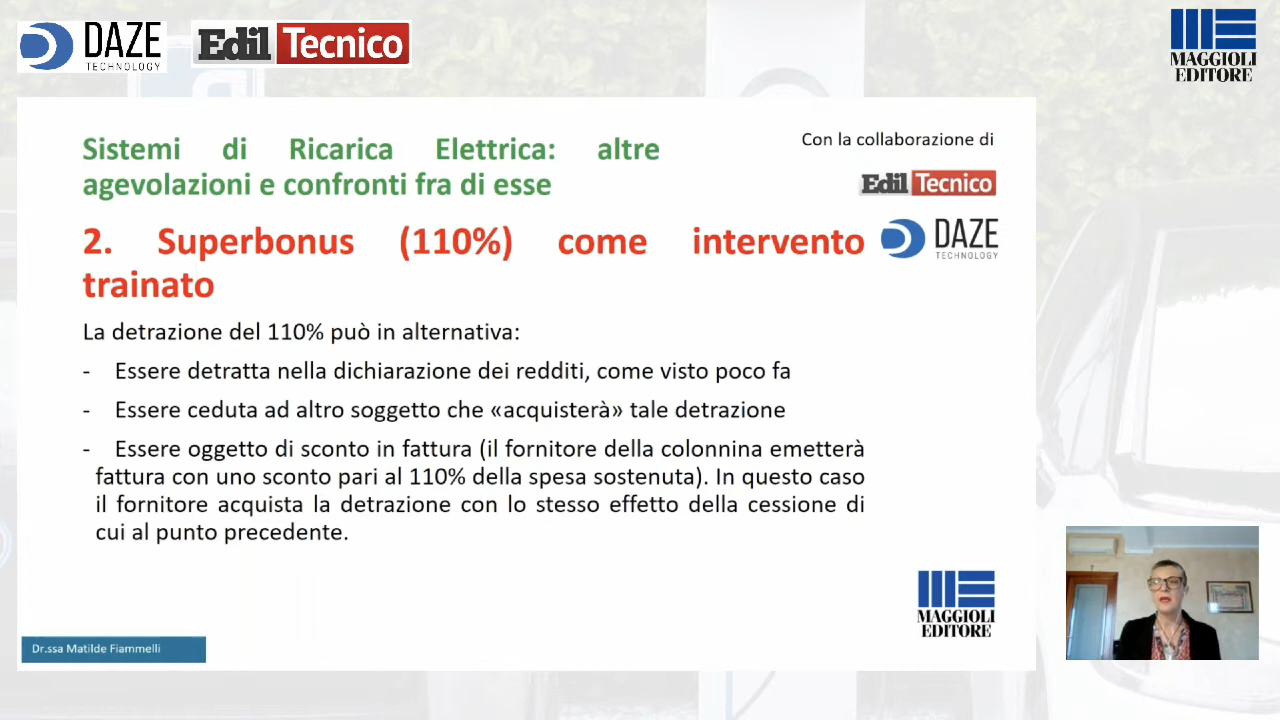 DAZE
TECHNOLOGY
Edil Tecnico
MAGGIOLI
EDITORE
Sistemi di Ricarica Elettrica: altre
agevolazioni e confronti fra di esse
Con la collaborazione di
Edil Tecnico
DAZE
TECHNOLOGY
2. Superbonus (110%) come intervento
trainato
La detrazione del 110% può in alternativa:
- Essere detratta nella dichiarazione dei redditi, come visto poco fa
- Essere ceduta ad altro soggetto che «acquisterà» tale detrazione
- Essere oggetto di sconto in fattura (il fornitore della colonnina emetterà
fattura con uno sconto pari al 110% della spesa sostenuta). In questo caso
il fornitore acquista la detrazione con lo stesso effetto della cessione di
cui al punto precedente.
MAGGIOLI
EDITORE
Dr.ssa Matilde Fiammelli